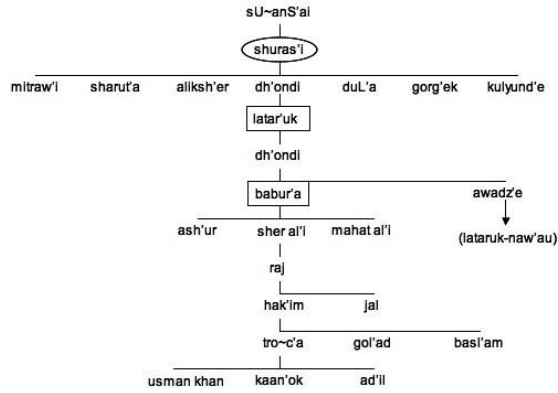 sU~anS'ai
shuras'i
mitraw'i sharut'a aliksh'er dh'ondi duL'a gorg'ek kulyund'e
latar'uk
dh'ondi
babur'a awadz'e
ash'ur sher al'i mahat al'i (lataruk-naw'au)
raj
hak'im jal
tro~c'a gol'ad basl'am
usman khan kaan'ok ad'il